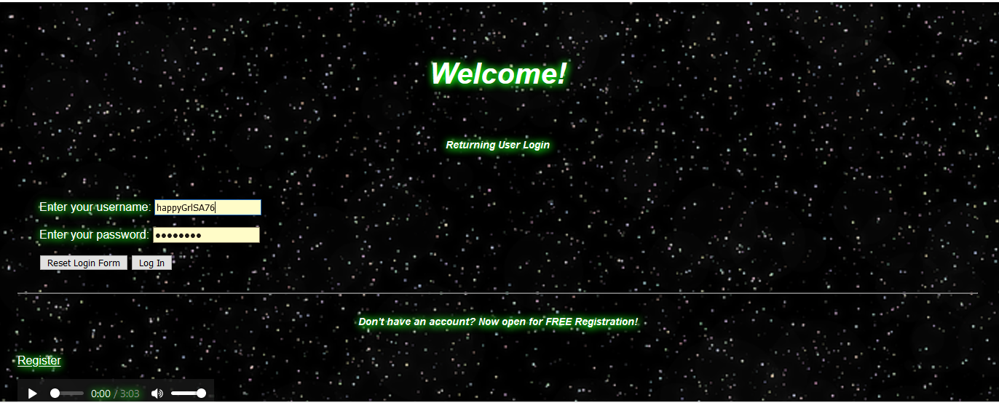 Welcome!
Returning User Login
Enter your username: happyGrlSA76
Enter your password: ●●●●●●●●
Reset Login Form Log In
Don't have an account? Now open for FREE Registration!
Register
0:00 / 3:03